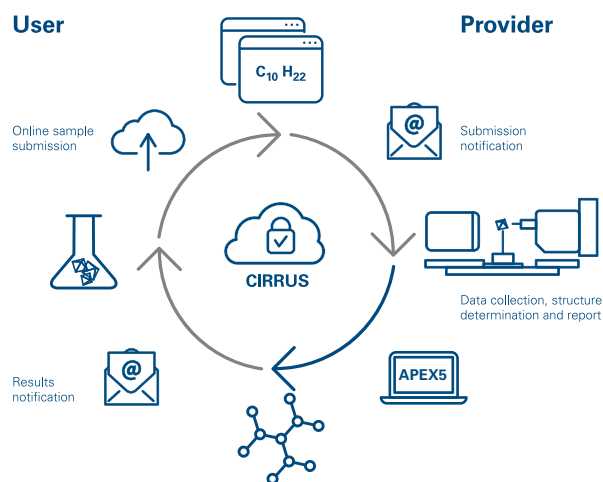 User
Provider
C₁₀ H₂₂
Online sample
submission
@
Submission
notification
CIRRUS
Data collection, structure
determination and report
@
Results
notification
APEX5